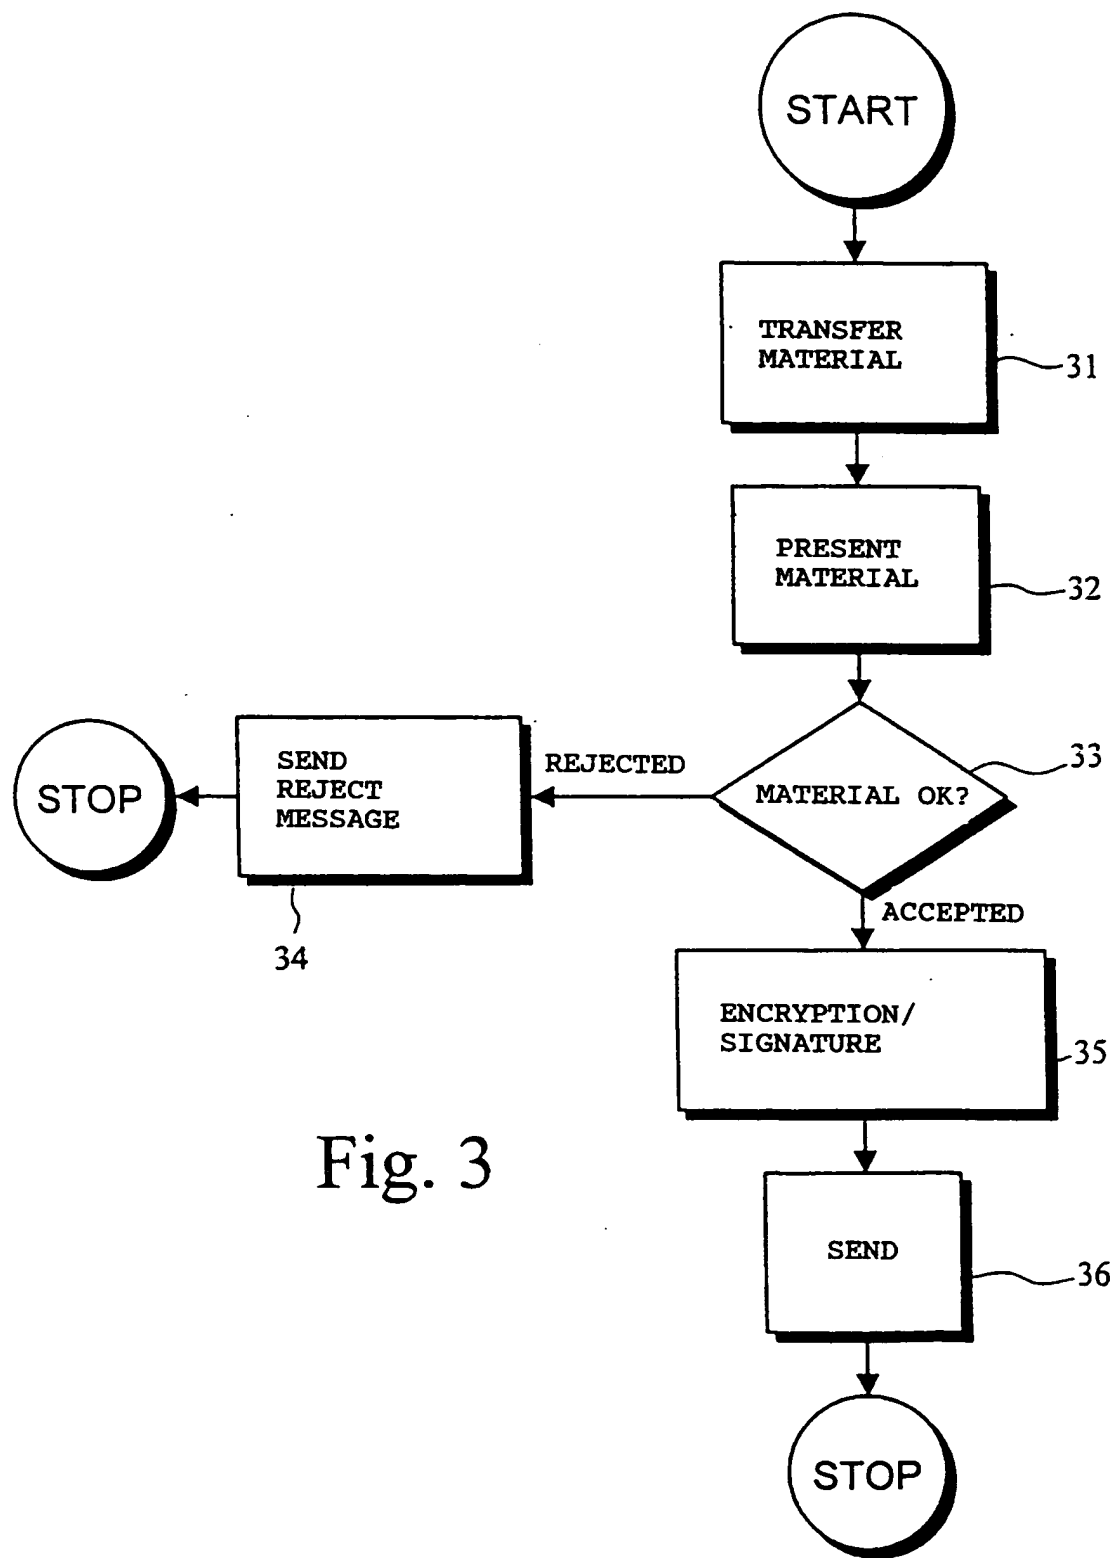 START
TRANSFER
MATERIAL
31
PRESENT
MATERIAL
32
33
MATERIAL OK?
REJECTED
SEND
REJECT
MESSAGE
STOP
34
ACCEPTED
ENCRYPTION/
SIGNATURE
35
Fig. 3
SEND
36
STOP